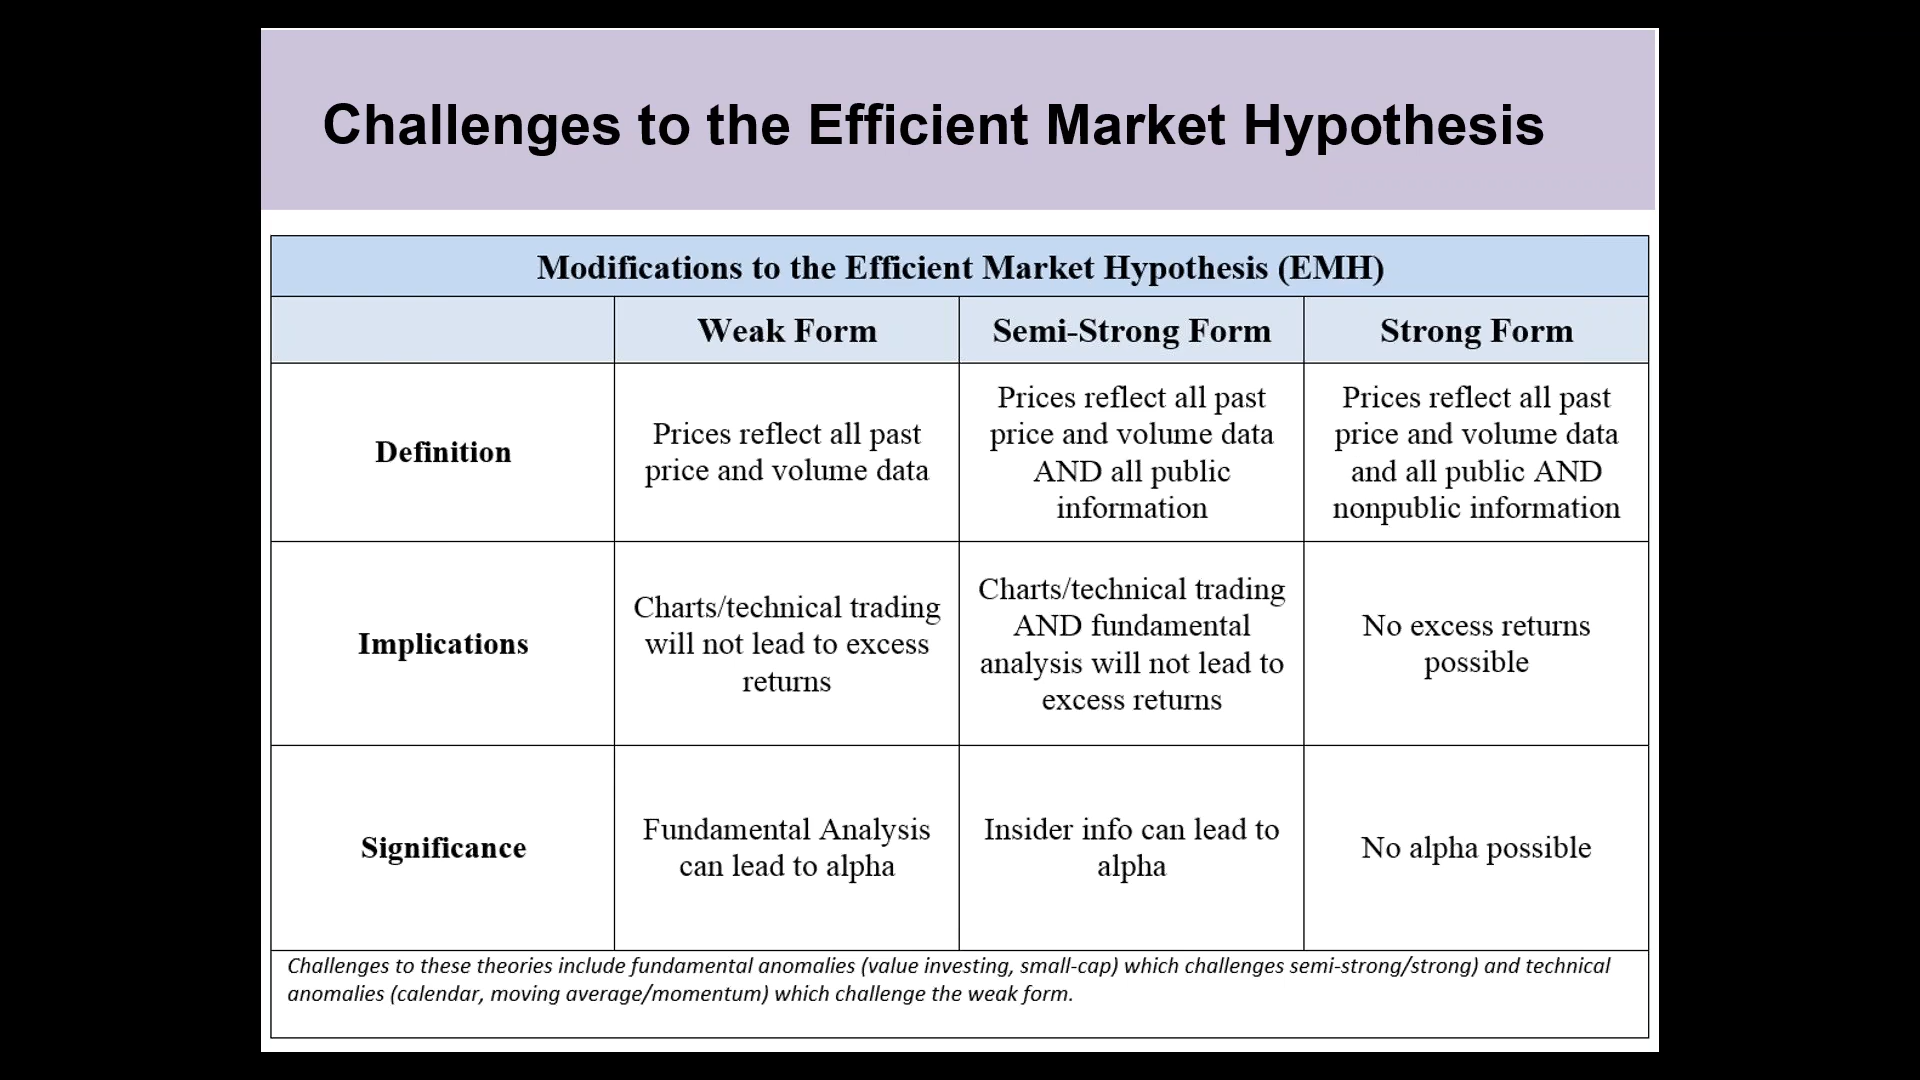 Challenges to the Efficient Market Hypothesis
Modifications to the Efficient Market Hypothesis (EMH)
Weak Form
Semi-Strong Form
Strong Form
Definition
Prices reflect all past
price and volume data
Prices reflect all past
price and volume data
AND all public
information
Prices reflect all past
price and volume data
and all public AND
nonpublic information
Implications
Charts/technical trading
will not lead to excess
returns
Charts/technical trading
AND fundamental
analysis will not lead to
excess returns
No excess returns
possible
Significance
Fundamental Analysis
can lead to alpha
Insider info can lead to
alpha
No alpha possible
Challenges to these theories include fundamental anomalies (value investing, small-cap) which challenges semi-strong/strong) and technical
anomalies (calendar, moving average/momentum) which challenge the weak form.